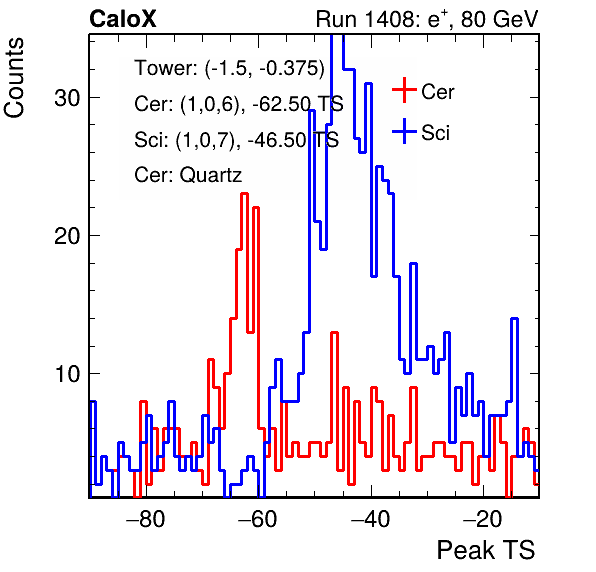 CaloX
Run 1408: e+, 80 GeV
Counts
Tower: (-1.5, -0.375)
Cer: (1,0,6), -62.50 TS
Sci: (1,0,7), -46.50 TS
Cer: Quartz
Cer
Sci
30
20
10
−80 −60 −40 −20
Peak TS